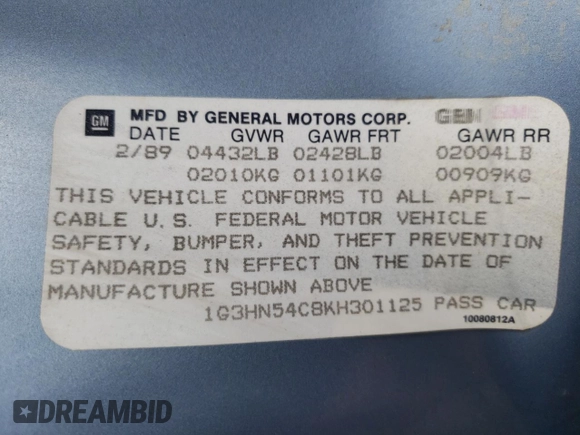 GM MFD BY GENERAL MOTORS CORP.
DATE GVWR GAWR FRT GAWR RR
2/89 04432LB 02428LB 02004LB
02010KG 01101KG 00909KG
THIS VEHICLE CONFORMS TO ALL APPLI-
CABLE U.S. FEDERAL MOTOR VEHICLE
SAFETY, BUMPER, AND THEFT PREVENTION
STANDARDS IN EFFECT ON THE DATE OF
MANUFACTURE SHOWN ABOVE
1G3HN54C8KH301125 PASS CAR
10080812A
DREAMBID